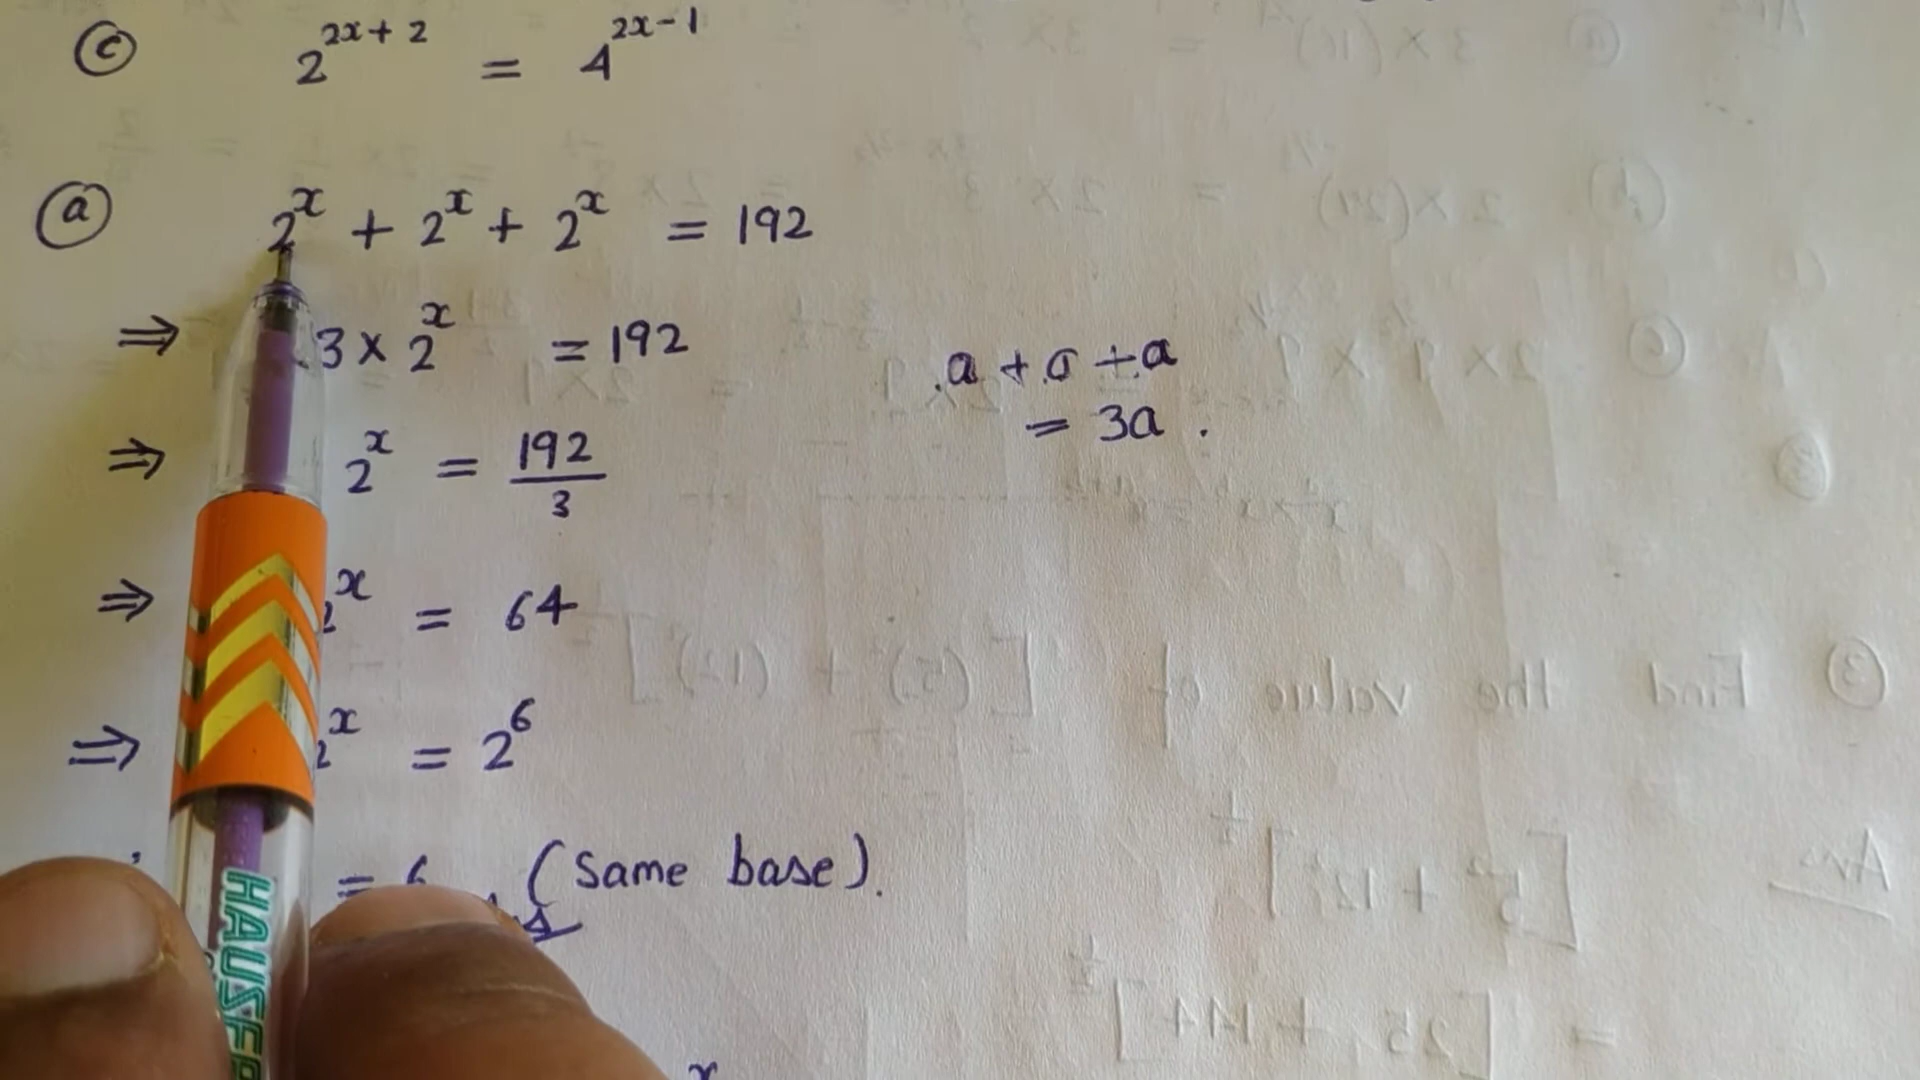 ⓒ 2^{2x+2} = 4^{2x-1}
ⓐ 2^x + 2^x + 2^x = 192
⇒ 3 × 2^x = 192
a + a + a
= 3a .
⇒ 2^x = 192/3
⇒ 2^x = 64
⇒ 2^x = 2^6
= 6 (Same base).
HAUSER
x